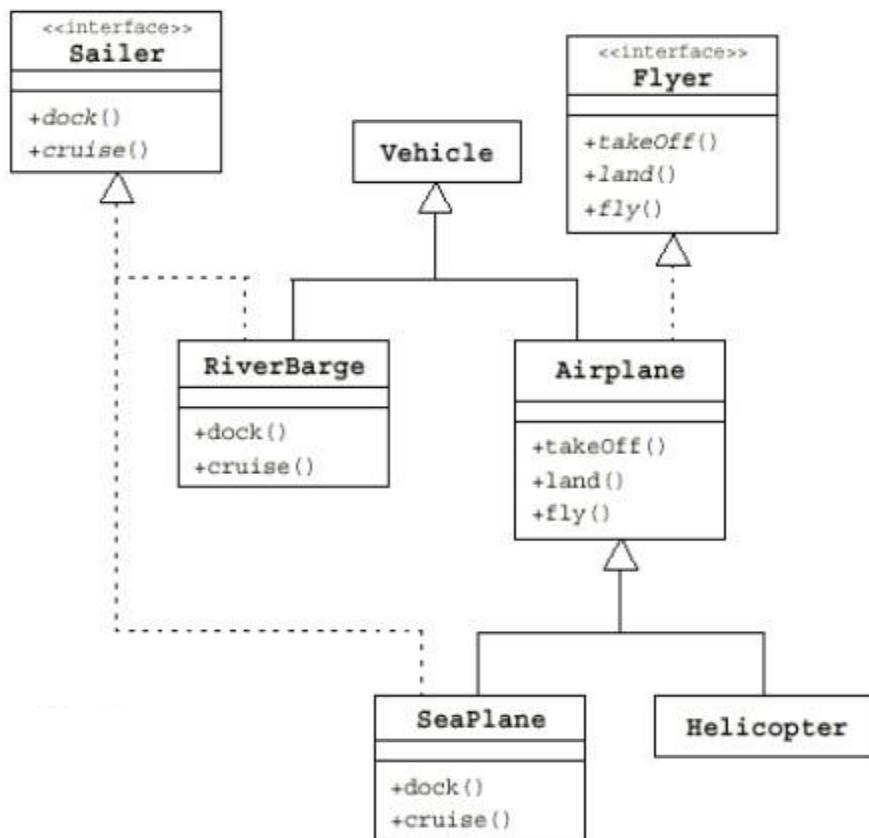 <<interface>>
Sailer
+dock()
+cruise()
<<interface>>
Flyer
+takeOff()
+land()
+fly()
Vehicle
RiverBarge
+dock()
+cruise()
Airplane
+takeOff()
+land()
+fly()
SeaPlane
+dock()
+cruise()
Helicopter